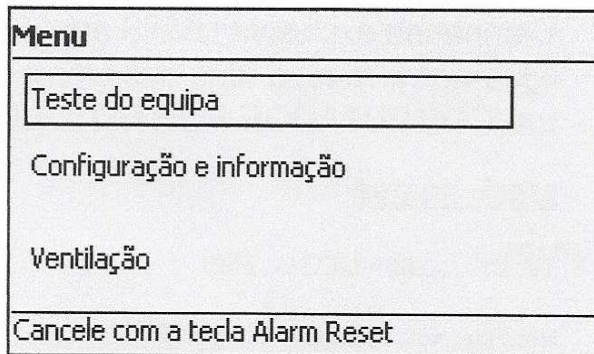 Menu
Teste do equipa
Configuração e informação
Ventilação
Cancele com a tecla Alarm Reset